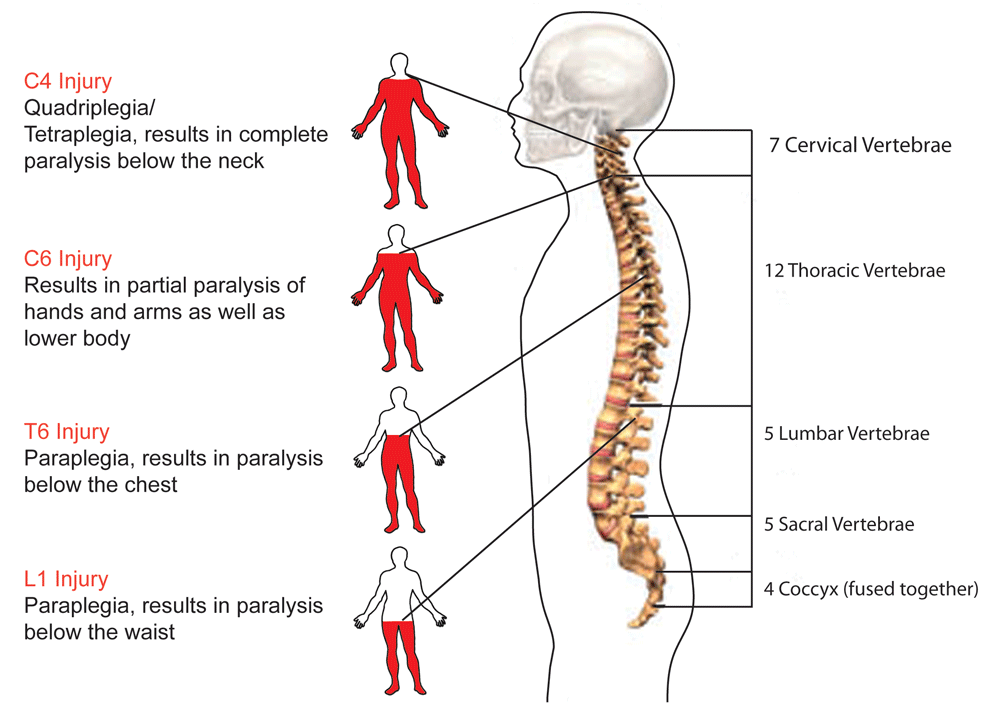 C4 Injury
Quadriplegia/
Tetraplegia, results in complete
paralysis below the neck
C6 Injury
Results in partial paralysis of
hands and arms as well as
lower body
T6 Injury
Paraplegia, results in paralysis
below the chest
L1 Injury
Paraplegia, results in paralysis
below the waist
7 Cervical Vertebrae
12 Thoracic Vertebrae
5 Lumbar Vertebrae
5 Sacral Vertebrae
4 Coccyx (fused together)